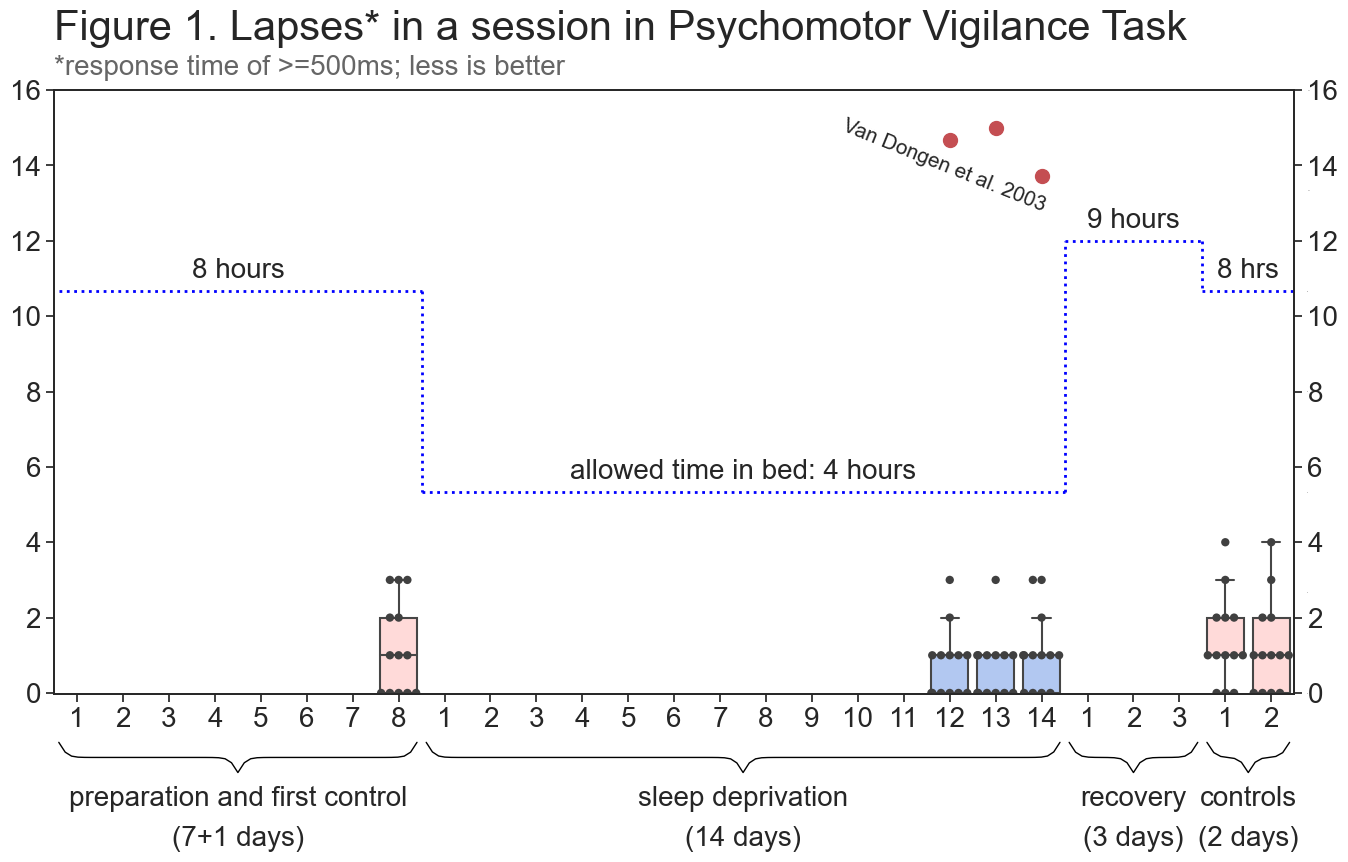 Figure 1. Lapses* in a session in Psychomotor Vigilance Task
*response time of >=500ms; less is better
16 16
Van Dongen et al. 2003
14 14
9 hours
12 12
8 hours 8 hrs
10 10
8 8
allowed time in bed: 4 hours
6 6
4 4
2 2
0 0
1 2 3 4 5 6 7 8 1 2 3 4 5 6 7 8 9 10 11 12 13 14 1 2 3 1 2
preparation and first control sleep deprivation recovery controls
(7+1 days) (14 days) (3 days) (2 days)